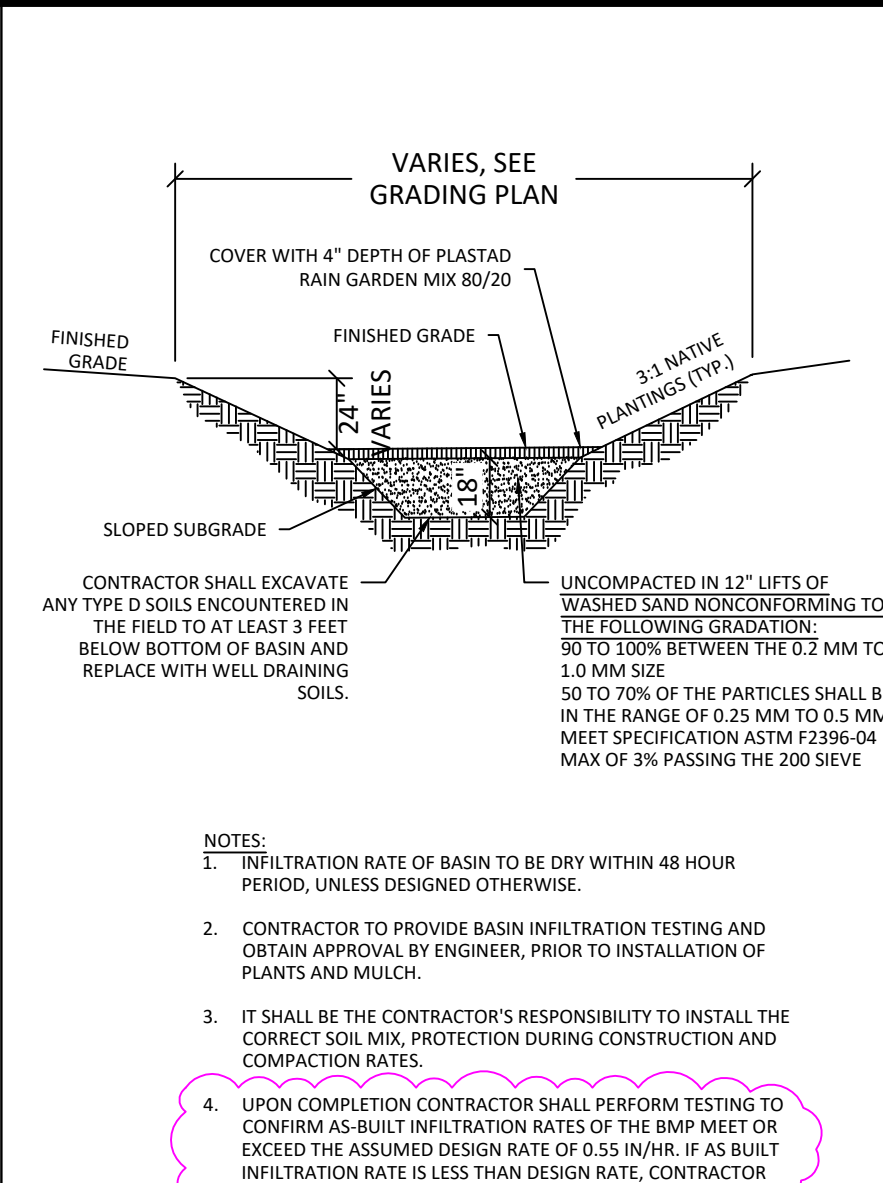 VARIES, SEE
GRADING PLAN
COVER WITH 4" DEPTH OF PLASTAD
RAIN GARDEN MIX 80/20
FINISHED
GRADE
FINISHED GRADE
3:1 NATIVE
PLANTINGS (TYP.)
24"
VARIES
18"
SLOPED SUBGRADE
CONTRACTOR SHALL EXCAVATE
ANY TYPE D SOILS ENCOUNTERED IN
THE FIELD TO AT LEAST 3 FEET
BELOW BOTTOM OF BASIN AND
REPLACE WITH WELL DRAINING
SOILS.
UNCOMPACTED IN 12" LIFTS OF
WASHED SAND NONCONFORMING TO
THE FOLLOWING GRADATION:
90 TO 100% BETWEEN THE 0.2 MM TO
1.0 MM SIZE
50 TO 70% OF THE PARTICLES SHALL B
IN THE RANGE OF 0.25 MM TO 0.5 MM
MEET SPECIFICATION ASTM F2396-04
MAX OF 3% PASSING THE 200 SIEVE
NOTES:
1. INFILTRATION RATE OF BASIN TO BE DRY WITHIN 48 HOUR
PERIOD, UNLESS DESIGNED OTHERWISE.
2. CONTRACTOR TO PROVIDE BASIN INFILTRATION TESTING AND
OBTAIN APPROVAL BY ENGINEER, PRIOR TO INSTALLATION OF
PLANTS AND MULCH.
3. IT SHALL BE THE CONTRACTOR'S RESPONSIBILITY TO INSTALL THE
CORRECT SOIL MIX, PROTECTION DURING CONSTRUCTION AND
COMPACTION RATES.
4. UPON COMPLETION CONTRACTOR SHALL PERFORM TESTING TO
CONFIRM AS-BUILT INFILTRATION RATES OF THE BMP MEET OR
EXCEED THE ASSUMED DESIGN RATE OF 0.55 IN/HR. IF AS BUILT
INFILTRATION RATE IS LESS THAN DESIGN RATE, CONTRACTOR